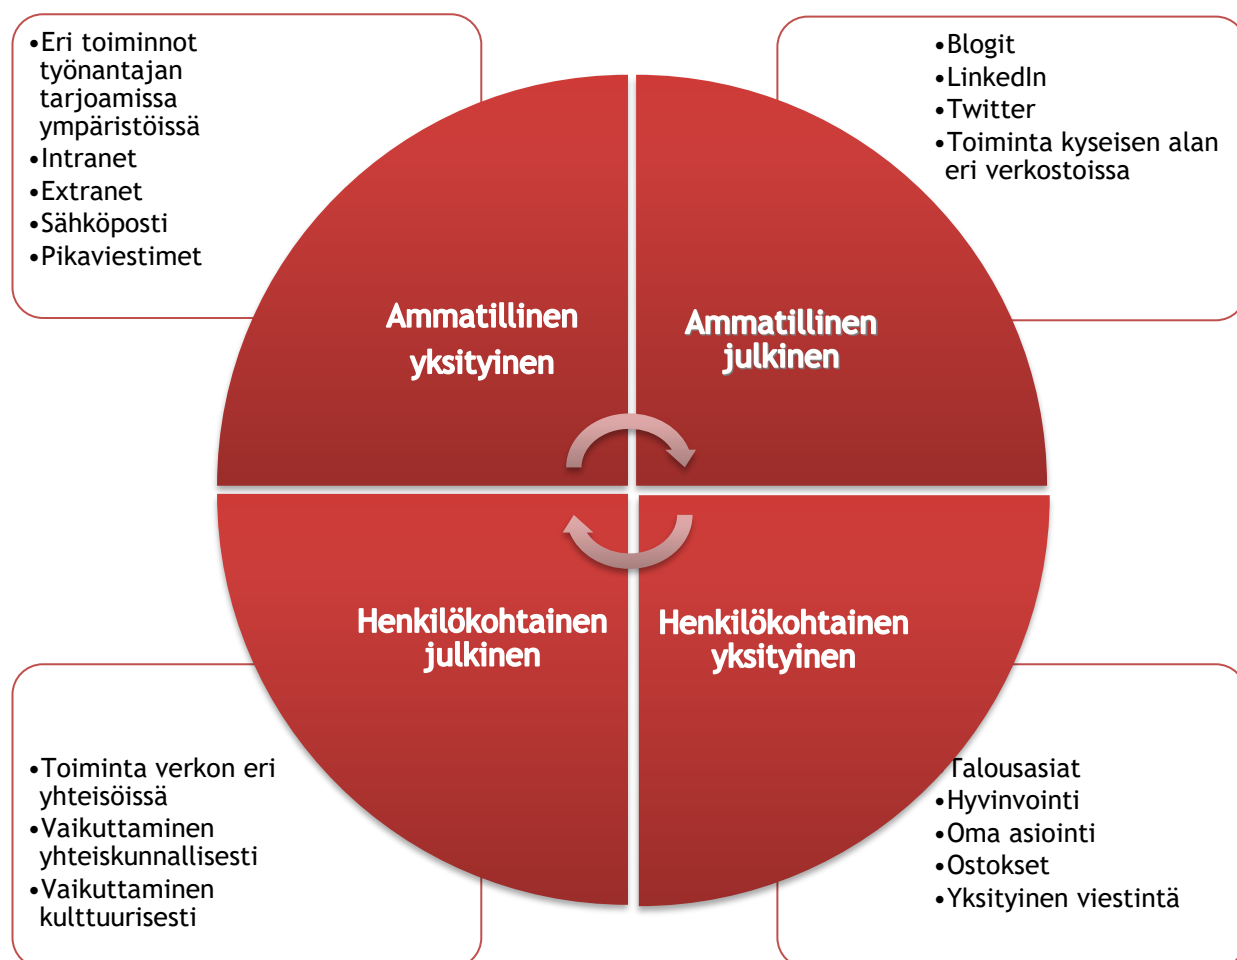 •Eri toiminnot
työnantajan
tarjoamissa
ympäristöissä
•Intranet
•Extranet
•Sähköposti
•Pikaviestimet
•Blogit
•LinkedIn
•Twitter
•Toiminta kyseisen alan
eri verkostoissa
Ammatillinen
yksityinen
Ammatillinen
julkinen
Henkilökohtainen
julkinen
Henkilökohtainen
yksityinen
•Toiminta verkon eri
yhteisöissä
•Vaikuttaminen
yhteiskunnallisesti
•Vaikuttaminen
kulttuurisesti
Talousasiat
•Hyvinvointi
•Oma asiointi
•Ostokset
•Yksityinen viestintä